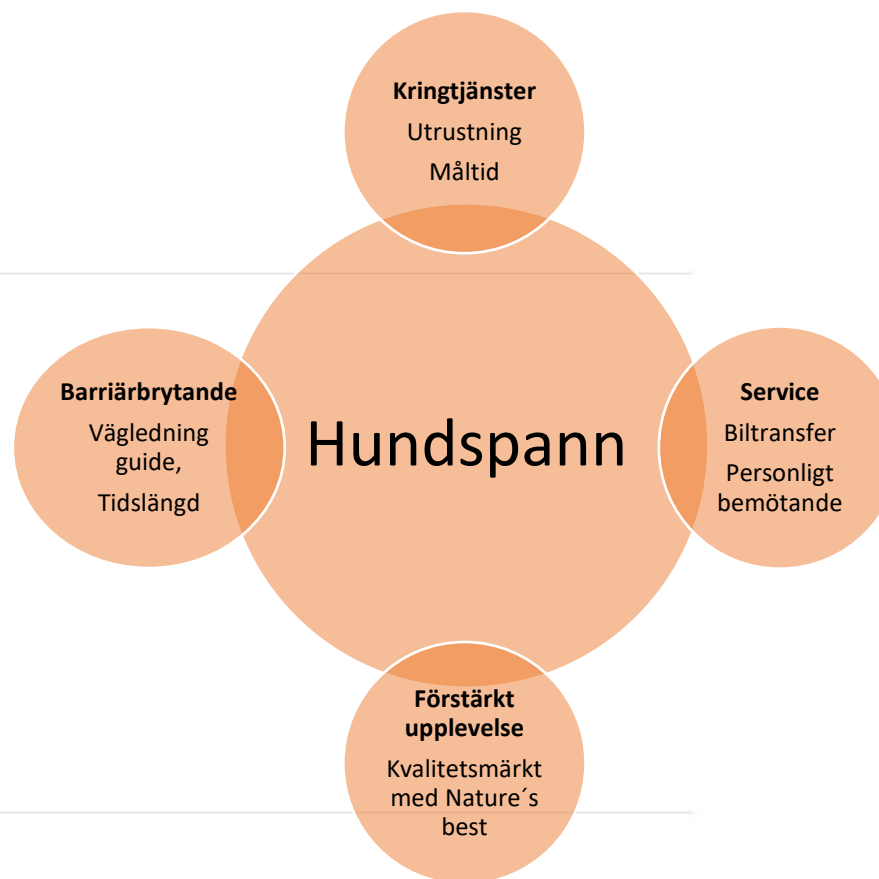 Kringtjänster
Utrustning
Måltid
Barriärbrytande
Vägledning
guide,
Tidslängd
Hundspann
Service
Biltransfer
Personligt
bemötande
Förstärkt
upplevelse
Kvalitetsmärkt
med Nature´s
best